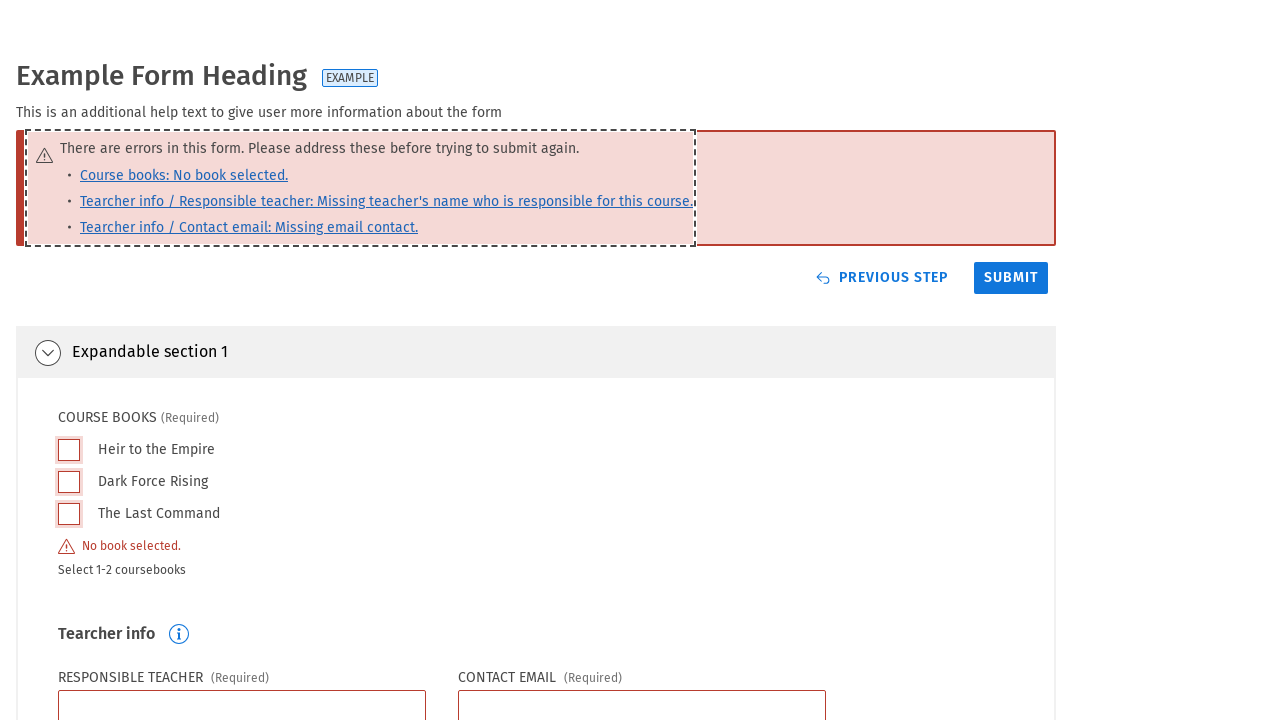 Example Form Heading EXAMPLE
This is an additional help text to give user more information about the form
There are errors in this form. Please address these before trying to submit again.
• Course books: No book selected.
• Tearcher info / Responsible teacher: Missing teacher's name who is responsible for this course.
• Tearcher info / Contact email: Missing email contact.
PREVIOUS STEP SUBMIT
Expandable section 1
COURSE BOOKS (Required)
Heir to the Empire
Dark Force Rising
The Last Command
No book selected.
Select 1-2 coursebooks
Tearcher info
RESPONSIBLE TEACHER (Required) CONTACT EMAIL (Required)